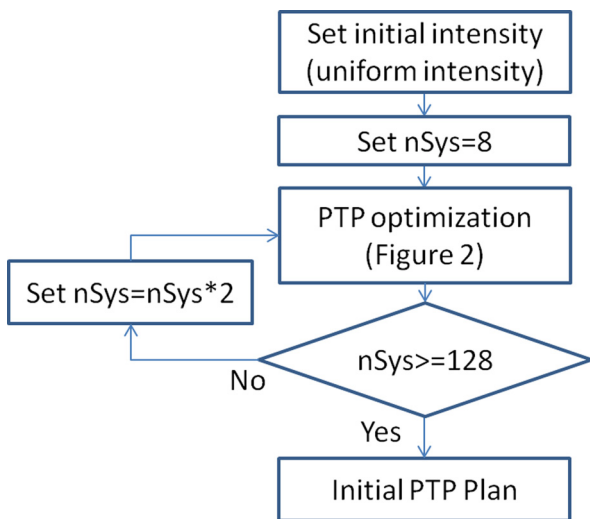 Set initial intensity
(uniform intensity)
Set nSys=8
PTP optimization
(Figure 2)
Set nSys=nSys*2
nSys>=128
No
Yes
Initial PTP Plan